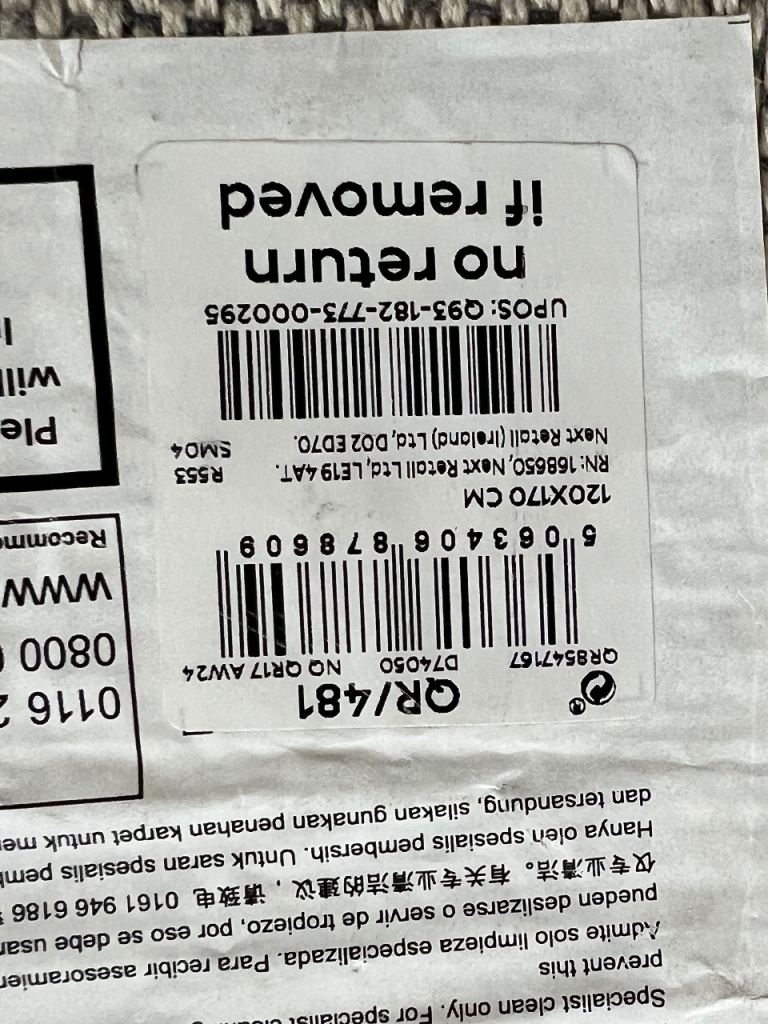 Specialist clean only. For specialist
prevent this
Admite solo limpieza especializada. Para recibir asesoramien
pueden deslizarse o servir de tropiezo, por eso se debe usar
仅专业清洁。有关专业清洁的建议，请致电 0161 946 6186
Hanya oleh spesialis pembersih. Untuk saran spesialis pemb
dan tersandung, silakan gunakan karpet penahan untuk me
QR/481
QR8547167 D74050 NQ QR17 AW24
5 063406 878609
120X170 CM
RN: 168650, Next Retail Ltd, LE19 4AT. R553
Next Retail (Ireland) Ltd, D02 ED70. SM04
UPOS: Q93-182-773-000295
no return
if removed
0116 2
0800
WWW
Recomme
Ple
will